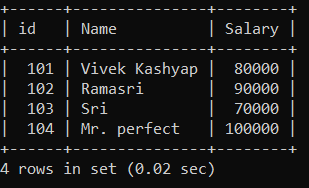 +------+---------------+--------+
| id   | Name          | Salary |
+------+---------------+--------+
|  101 | Vivek Kashyap |  80000 |
|  102 | Ramasri       |  90000 |
|  103 | Sri           |  70000 |
|  104 | Mr. perfect   | 100000 |
+------+---------------+--------+
4 rows in set (0.02 sec)